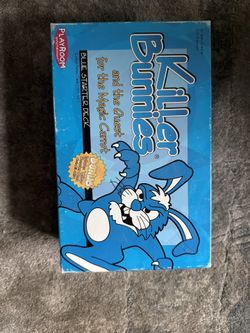 PLAYROOM
Killer
Bunnies®
and the Quest
for the Magic Carrot
BLUE STARTER DECK